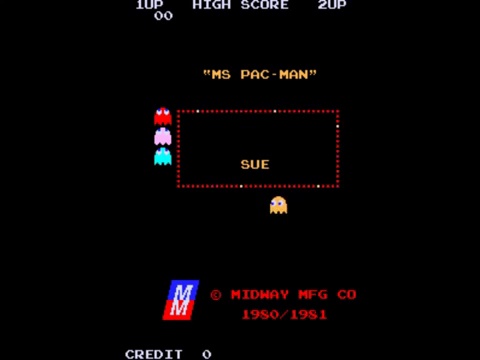 1UP HIGH SCORE 2UP
00
"MS PAC-MAN"
SUE
MM
© MIDWAY MFG CO
1980/1981
CREDIT 0